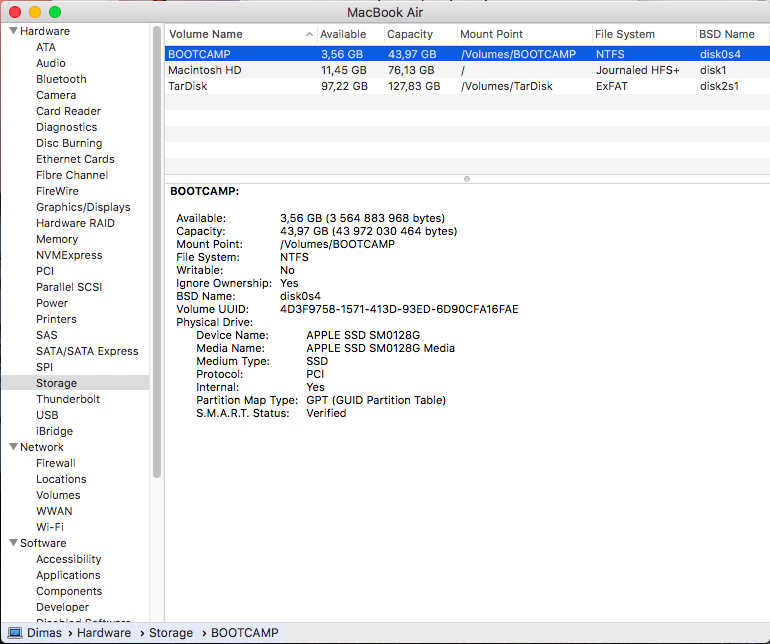 MacBook Air
Hardware
ATA
Audio
Bluetooth
Camera
Card Reader
Diagnostics
Disc Burning
Ethernet Cards
Fibre Channel
FireWire
Graphics/Displays
Hardware RAID
Memory
NVMExpress
PCI
Parallel SCSI
Power
Printers
SAS
SATA/SATA Express
SPI
Storage
Thunderbolt
USB
iBridge
Network
Firewall
Locations
Volumes
WWAN
Wi-Fi
Software
Accessibility
Applications
Components
Developer
Disabled Software
Volume Name Available Capacity Mount Point File System BSD Name
BOOTCAMP 3,56 GB 43,97 GB /Volumes/BOOTCAMP NTFS disk0s4
Macintosh HD 11,45 GB 76,13 GB / Journaled HFS+ disk1
TarDisk 97,22 GB 127,83 GB /Volumes/TarDisk ExFAT disk2s1
BOOTCAMP:
Available: 3,56 GB (3 564 883 968 bytes)
Capacity: 43,97 GB (43 972 030 464 bytes)
Mount Point: /Volumes/BOOTCAMP
File System: NTFS
Writable: No
Ignore Ownership: Yes
BSD Name: disk0s4
Volume UUID: 4D3F9758-1571-413D-93ED-6D90CFA16FAE
Physical Drive:
Device Name: APPLE SSD SM0128G
Media Name: APPLE SSD SM0128G Media
Medium Type: SSD
Protocol: PCI
Internal: Yes
Partition Map Type: GPT (GUID Partition Table)
S.M.A.R.T. Status: Verified
Dimas › Hardware › Storage › BOOTCAMP